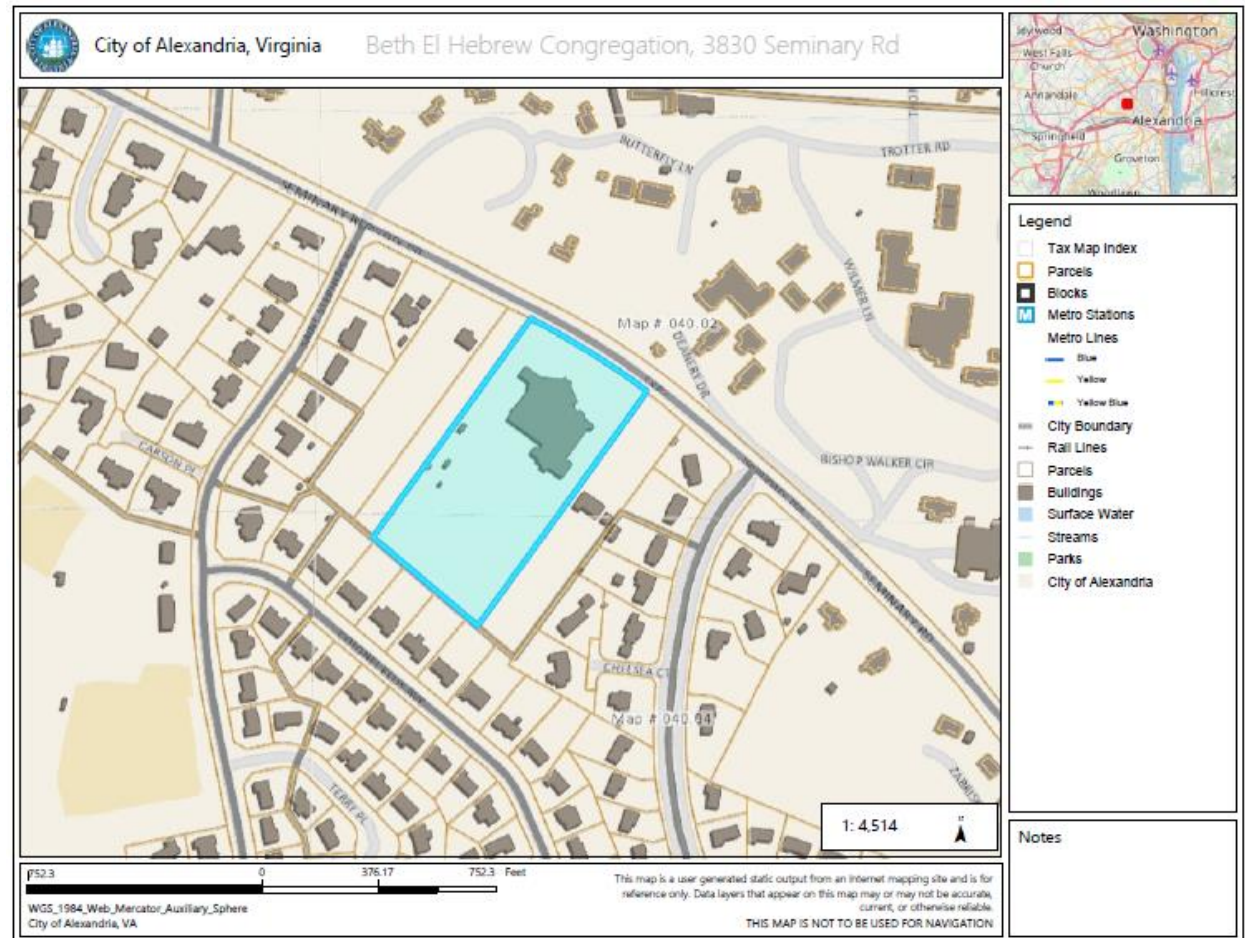 City of Alexandria, Virginia
Beth El Hebrew Congregation, 3830 Seminary Rd
Idylwood
Washington
West Falls
Church
Annandale
Hillcrest
Alexandria
Springfield
Groveton
Woodlawn
BUTTERFLY LN
TROTTER RD
SEMINARY RD
WILMER LN
Map # 040.02
DEANERY DR
CARSON PL
BISHOP WALKER CIR
SEMINARY RD
CHELSEA CT
Map # 040.04
TERRY PL
1: 4,514
Legend
Tax Map Index
Parcels
Blocks
M Metro Stations
Metro Lines
Blue
Yellow
Yellow Blue
City Boundary
Rail Lines
Parcels
Buildings
Surface Water
Streams
Parks
City of Alexandria
Notes
752.3 0 376.17 752.3 Feet
WGS_1984_Web_Mercator_Auxiliary_Sphere
City of Alexandria, VA
This map is a user generated static output from an Internet mapping site and is for
reference only. Data layers that appear on this map may or may not be accurate,
current, or otherwise reliable.
THIS MAP IS NOT TO BE USED FOR NAVIGATION